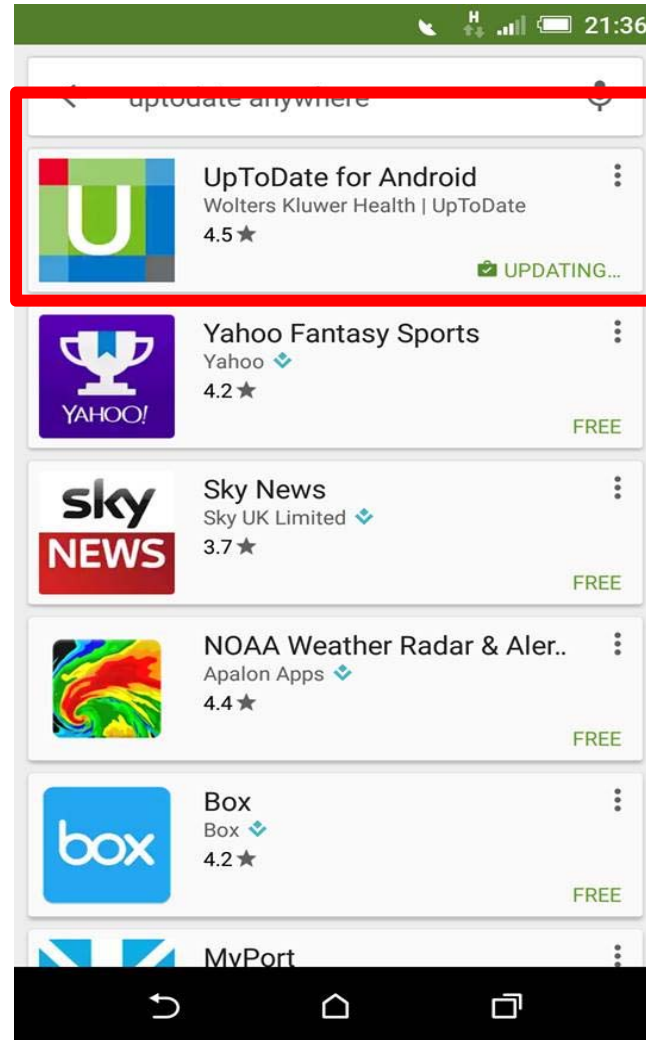 H 21:36
uptodate anywhere
U
UpToDate for Android
Wolters Kluwer Health | UpToDate
4.5★
UPDATING...
Yahoo Fantasy Sports
Yahoo
4.2★
YAHOO!
FREE
sky
NEWS
Sky News
Sky UK Limited
3.7★
FREE
NOAA Weather Radar & Aler..
Apalon Apps
4.4★
FREE
box
Box
Box
4.2★
FREE
MyPort